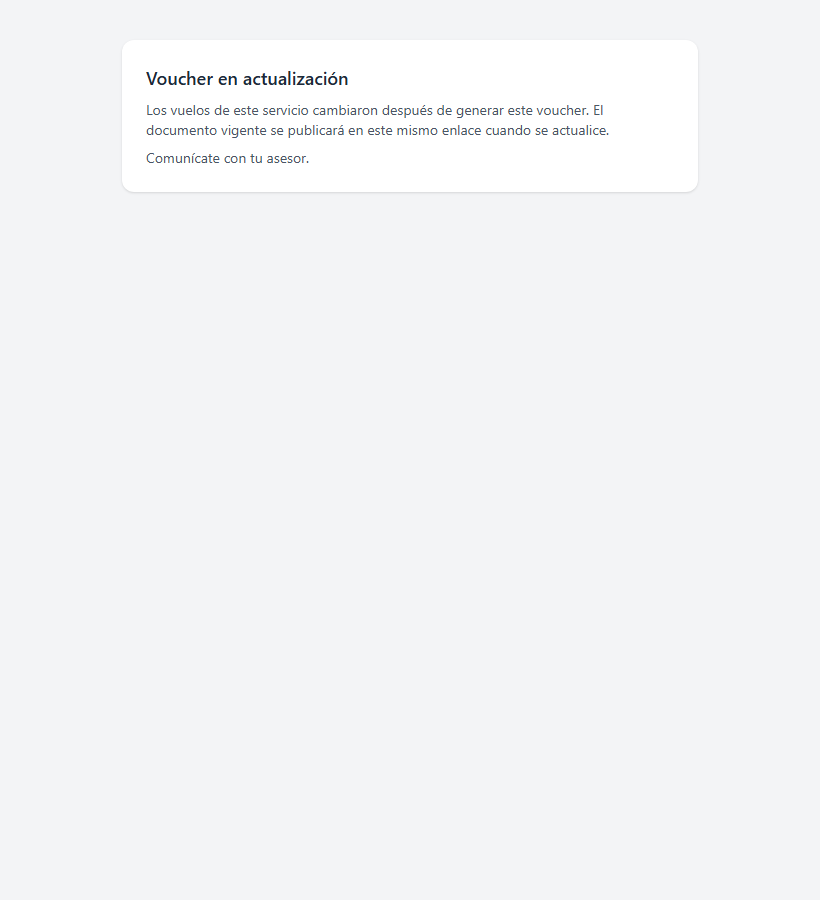 Voucher en actualización
Los vuelos de este servicio cambiaron después de generar este voucher. El
documento vigente se publicará en este mismo enlace cuando se actualice.
Comunícate con tu asesor.